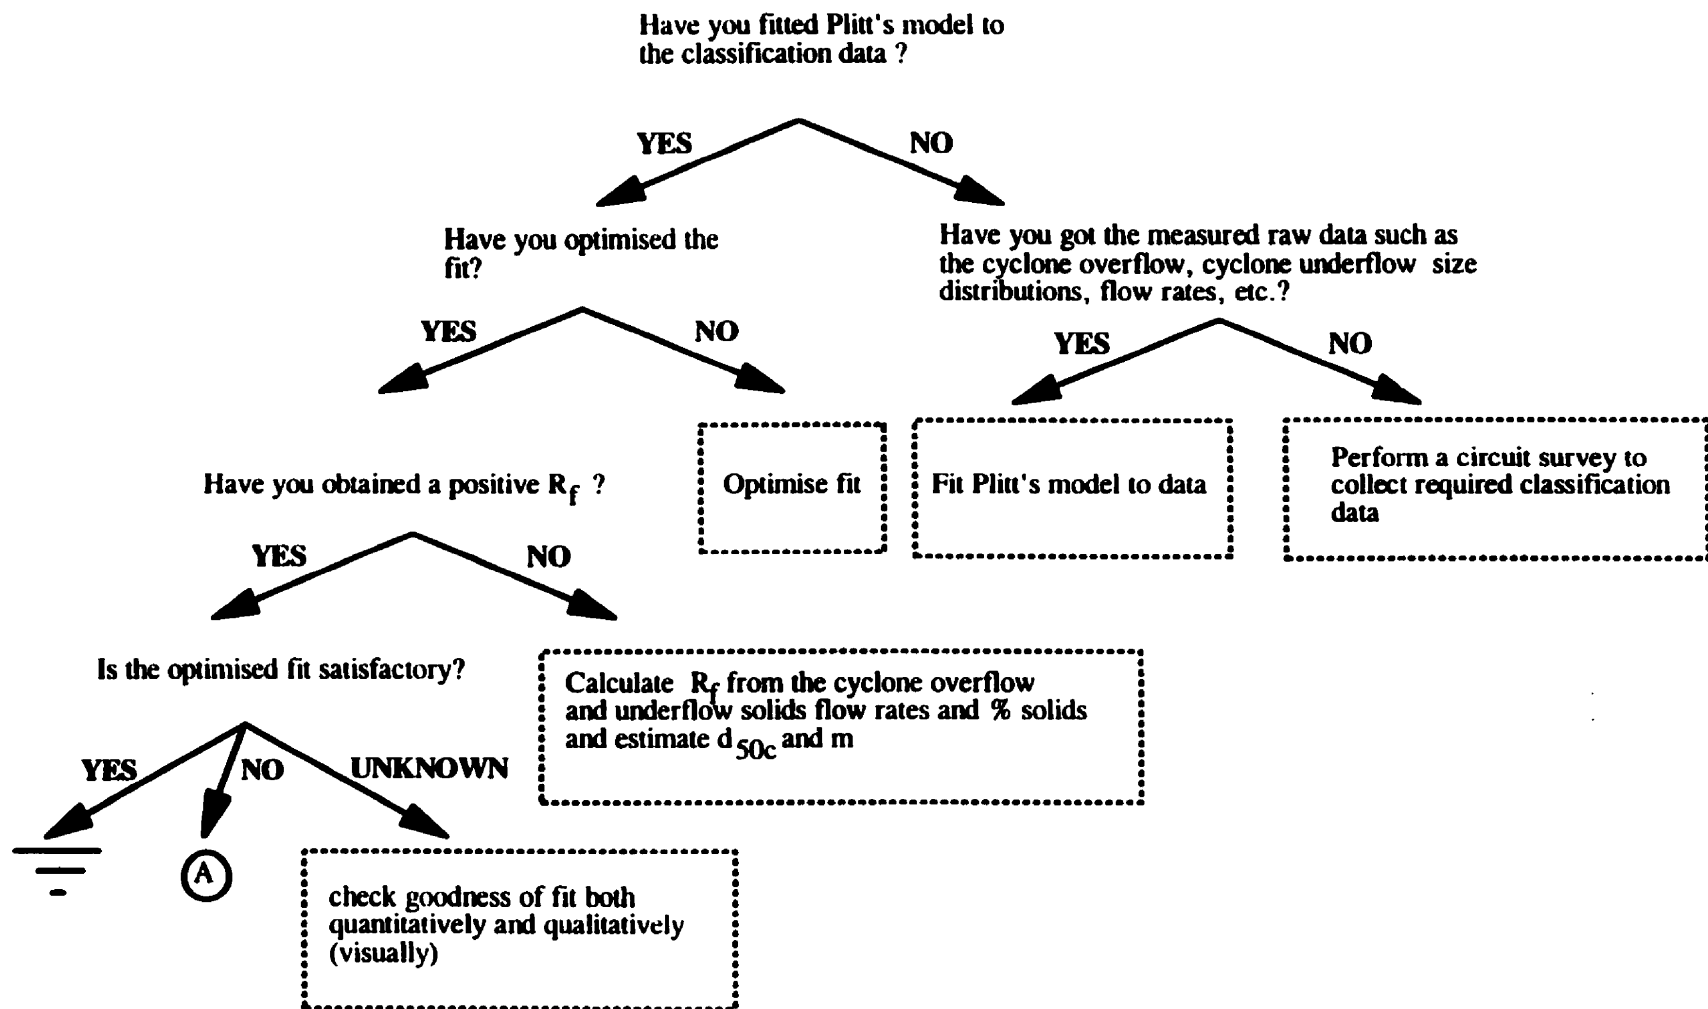 Have you fitted Plitt's model to
the classification data ?
YES
NO
Have you optimised the
fit?
Have you got the measured raw data such as
the cyclone overflow, cyclone underflow size
distributions, flow rates, etc.?
YES
NO
YES
NO
Have you obtained a positive Rf ?
Optimise fit
Fit Plitt's model to data
Perform a circuit survey to
collect required classification
data
YES
NO
Is the optimised fit satisfactory?
Calculate Rf from the cyclone overflow
and underflow solids flow rates and % solids
and estimate d50c and m
YES
NO
UNKNOWN
A
check goodness of fit both
quantitatively and qualitatively
(visually)